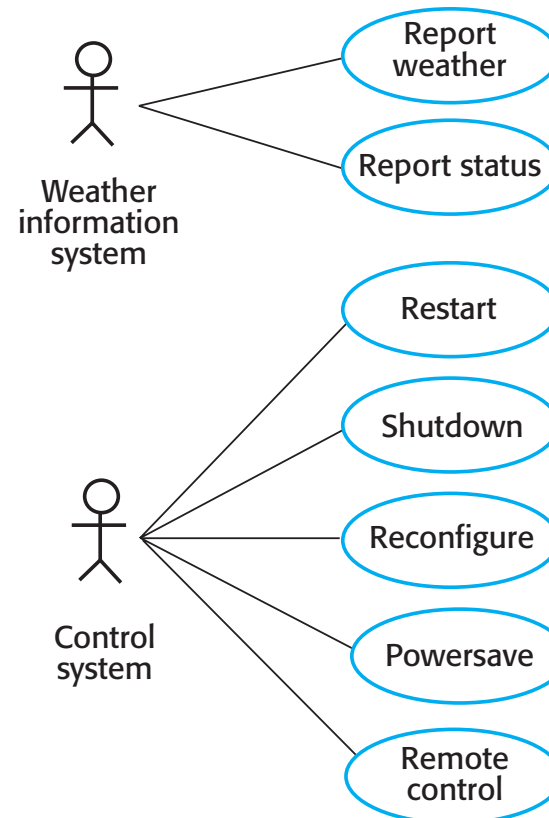 Report
weather
Report status
Weather
information
system
Restart
Shutdown
Reconfigure
Control
system
Powersave
Remote
control